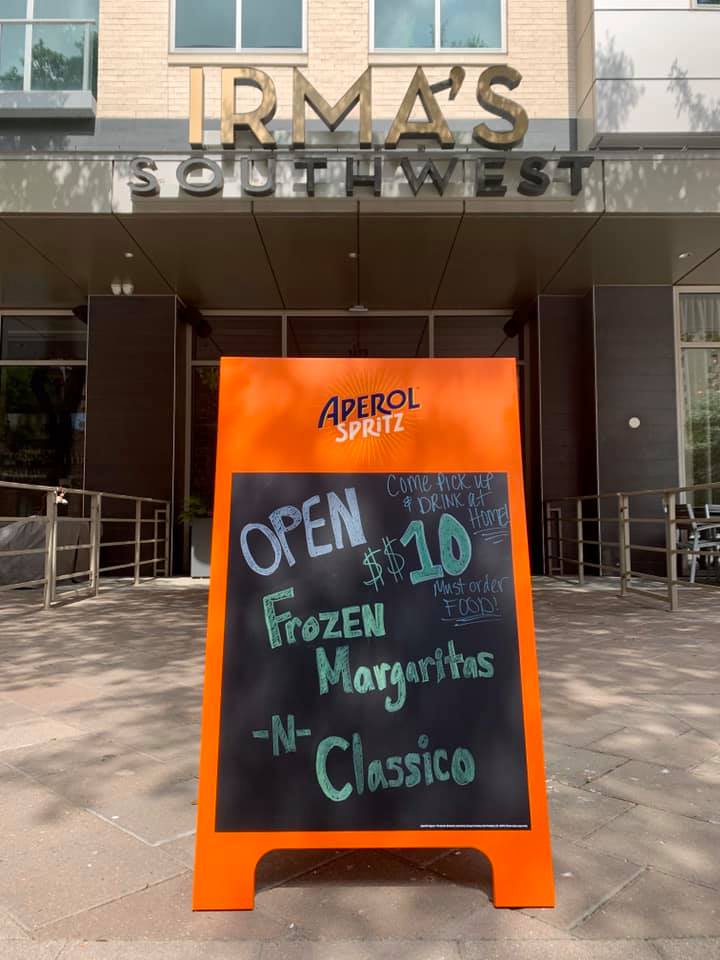 IRMA'S
SOUTHWEST
APEROL
SPRITZ
OPEN
Come Pick up
& DRINK at
HOME!
$$10
Must order
FOOD!
FROZEN
Margaritas
-N-
Classico